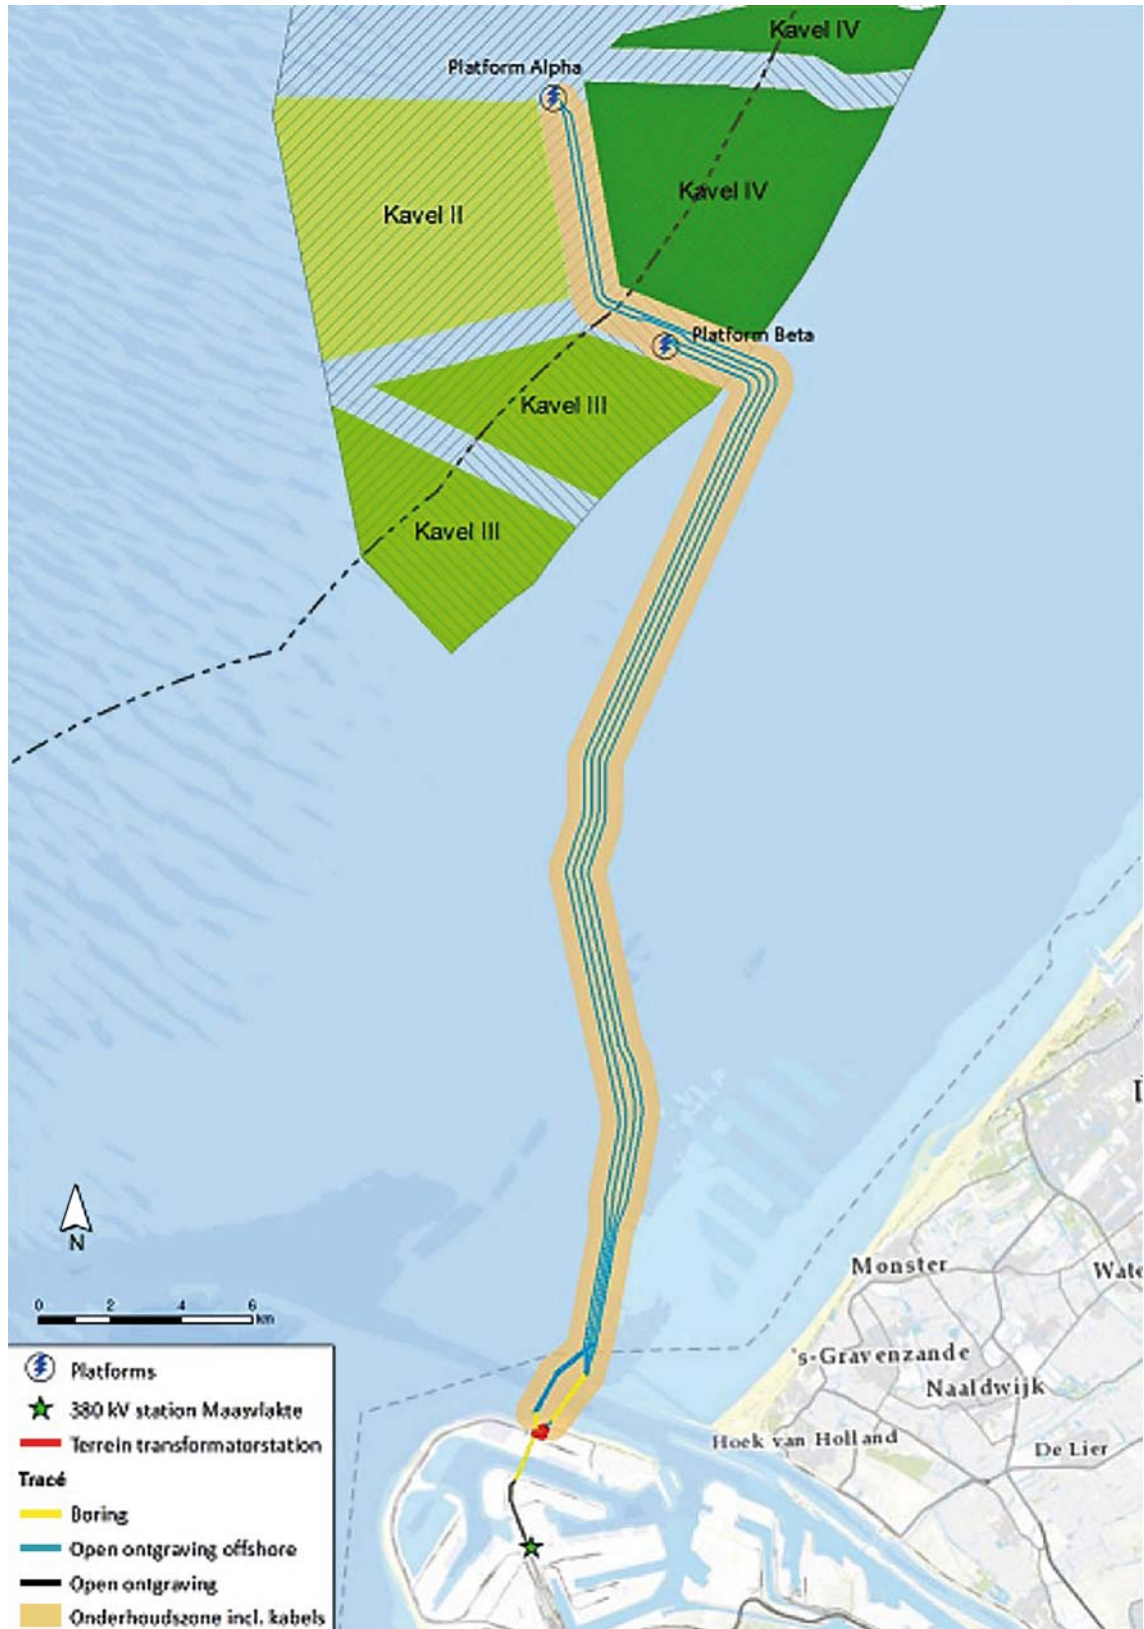 Kavel IV
Platform Alpha
Kavel IV
Kavel II
Platform Beta
Kavel III
Kavel III
N
0 2 4 6
km
Monster
Wate
's-Gravenzande
Naaldwijk
Hoek van Holland
De Lier
Platforms
380 kV station Maasvlakte
Terrein transformatorstation
Tracé
Boring
Open ontgraving offshore
Open ontgraving
Onderhoudszone incl. kabels